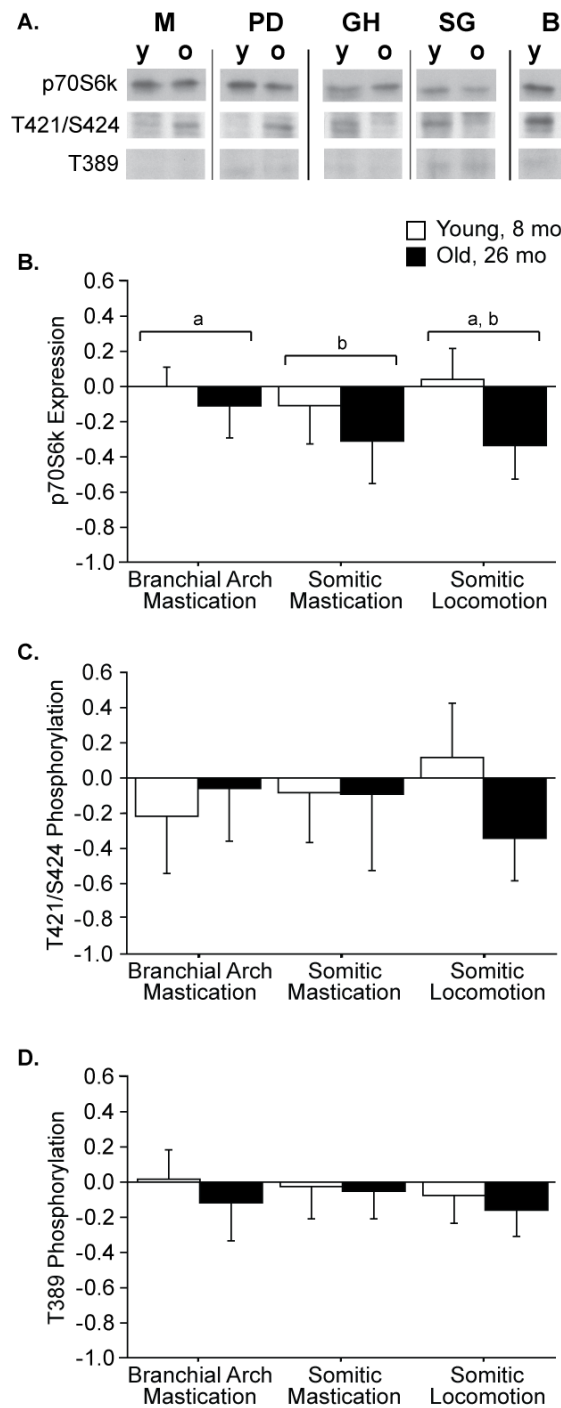 A. M PD GH SG B
y o y o y o y o y
p70S6k
T421/S424
T389
Young, 8 mo
Old, 26 mo
B.
p70S6k Expression
0.6
0.4
0.2
0.0
-0.2
-0.4
-0.6
-0.8
-1.0
a
b
a, b
Branchial Arch Mastication
Somitic Mastication
Somitic Locomotion
C.
T421/S424 Phosphorylation
0.6
0.4
0.2
0.0
-0.2
-0.4
-0.6
-0.8
-1.0
Branchial Arch Mastication
Somitic Mastication
Somitic Locomotion
D.
T389 Phosphorylation
0.6
0.4
0.2
0.0
-0.2
-0.4
-0.6
-0.8
-1.0
Branchial Arch Mastication
Somitic Mastication
Somitic Locomotion